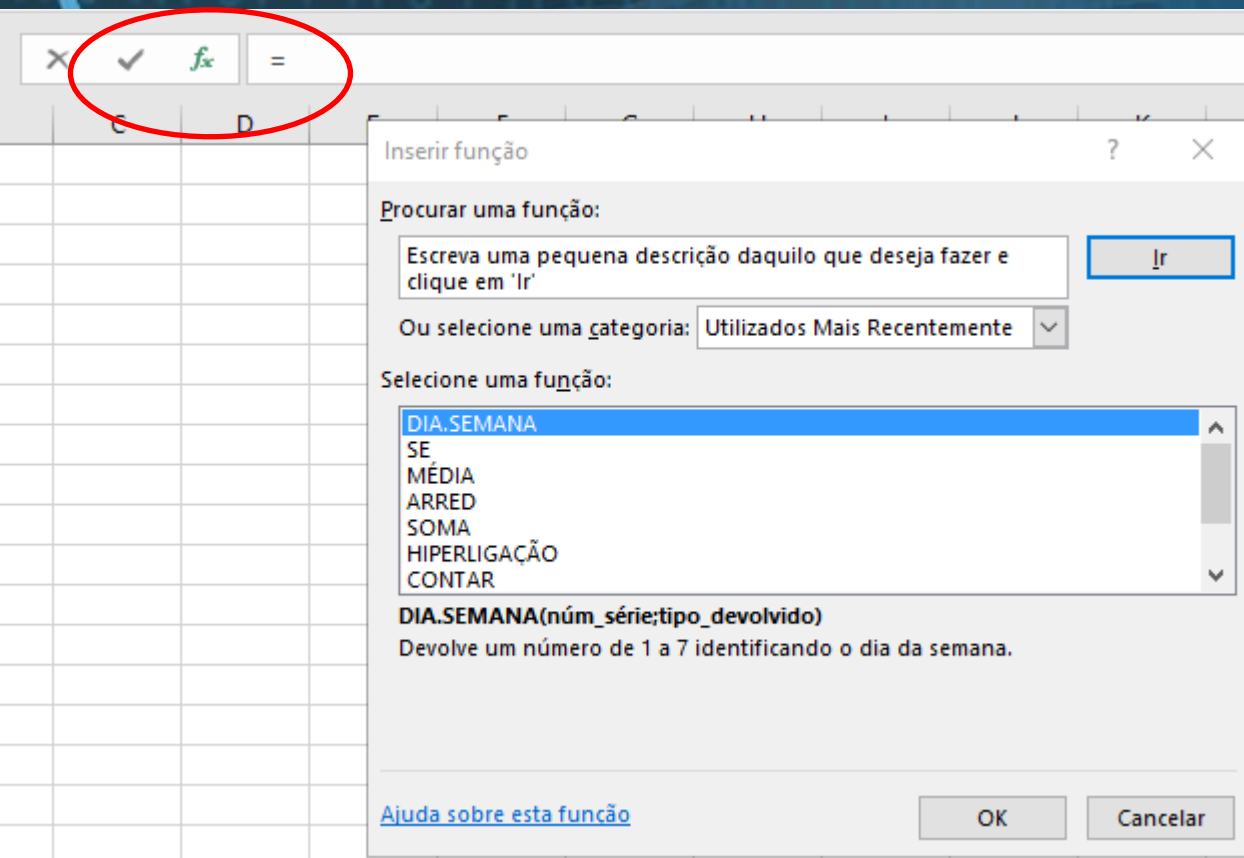 fx =
C D
Inserir função ?
Procurar uma função:
Escreva uma pequena descrição daquilo que deseja fazer e
clique em 'Ir'
Ir
Ou selecione uma categoria: Utilizados Mais Recentemente
Selecione uma função:
DIA.SEMANA
SE
MÉDIA
ARRED
SOMA
HIPERLIGAÇÃO
CONTAR
DIA.SEMANA(núm_série;tipo_devolvido)
Devolve um número de 1 a 7 identificando o dia da semana.
Ajuda sobre esta função
OK Cancelar